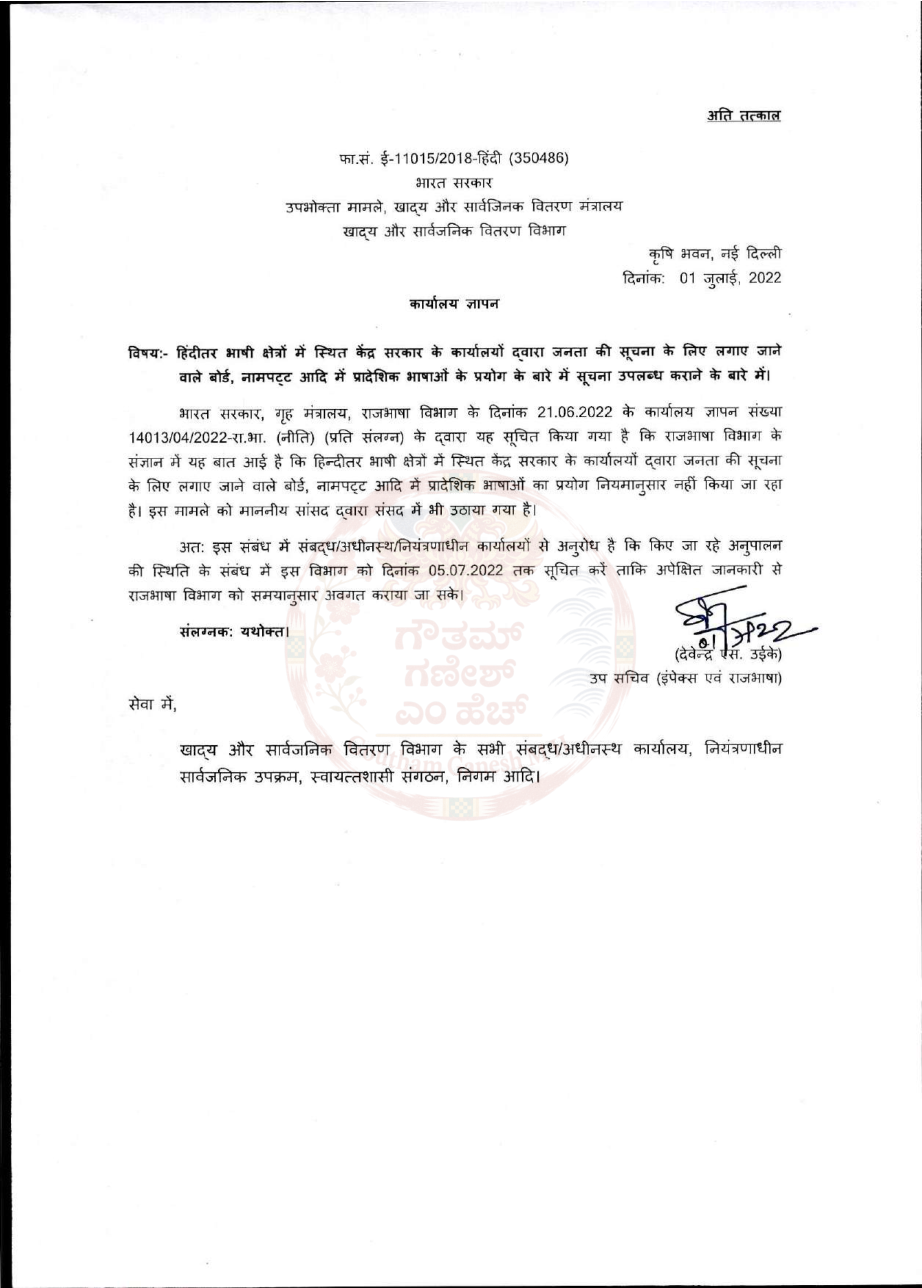 अति तत्काल
फा.सं. ई-11015/2018-हिंदी (350486)
भारत सरकार
उपभोक्ता मामले, खाद्य और सार्वजिनक वितरण मंत्रालय
खाद्य और सार्वजनिक वितरण विभाग
कृषि भवन, नई दिल्ली
दिनांक: 01 जुलाई, 2022
कार्यालय ज्ञापन
विषय:- हिंदीतर भाषी क्षेत्रों में स्थित केंद्र सरकार के कार्यालयों द्वारा जनता की सूचना के लिए लगाए जाने
वाले बोर्ड, नामपट्ट आदि में प्रादेशिक भाषाओं के प्रयोग के बारे में सूचना उपलब्ध कराने के बारे में।
भारत सरकार, गृह मंत्रालय, राजभाषा विभाग के दिनांक 21.06.2022 के कार्यालय ज्ञापन संख्या
14013/04/2022-रा.भा. (नीति) (प्रति संलग्न) के द्वारा यह सूचित किया गया है कि राजभाषा विभाग के
संज्ञान में यह बात आई है कि हिन्दीतर भाषी क्षेत्रों में स्थित केंद्र सरकार के कार्यालयों द्वारा जनता की सूचना
के लिए लगाए जाने वाले बोर्ड, नामपट्ट आदि में प्रादेशिक भाषाओं का प्रयोग नियमानुसार नहीं किया जा रहा
है। इस मामले को माननीय सांसद द्वारा संसद में भी उठाया गया है।
अत: इस संबंध में संबद्ध/अधीनस्थ/नियंत्रणाधीन कार्यालयों से अनुरोध है कि किए जा रहे अनुपालन
की स्थिति के संबंध में इस विभाग को दिनांक 05.07.2022 तक सूचित करें ताकि अपेक्षित जानकारी से
राजभाषा विभाग को समयानुसार अवगत कराया जा सके।
संलग्नक: यथोक्त।
(देवेन्द्र एस. उईके)
उप सचिव (इंपेक्स एवं राजभाषा)
ಗೌತಮ್
ಗಣೇಶ್
ಎಂ ಹೆಚ್
सेवा में,
खाद्य और सार्वजनिक वितरण विभाग के सभी संबद्ध/अधीनस्थ कार्यालय, नियंत्रणाधीन
सार्वजनिक उपक्रम, स्वायत्तशासी संगठन, निगम आदि।
Goutham Ganesh M H